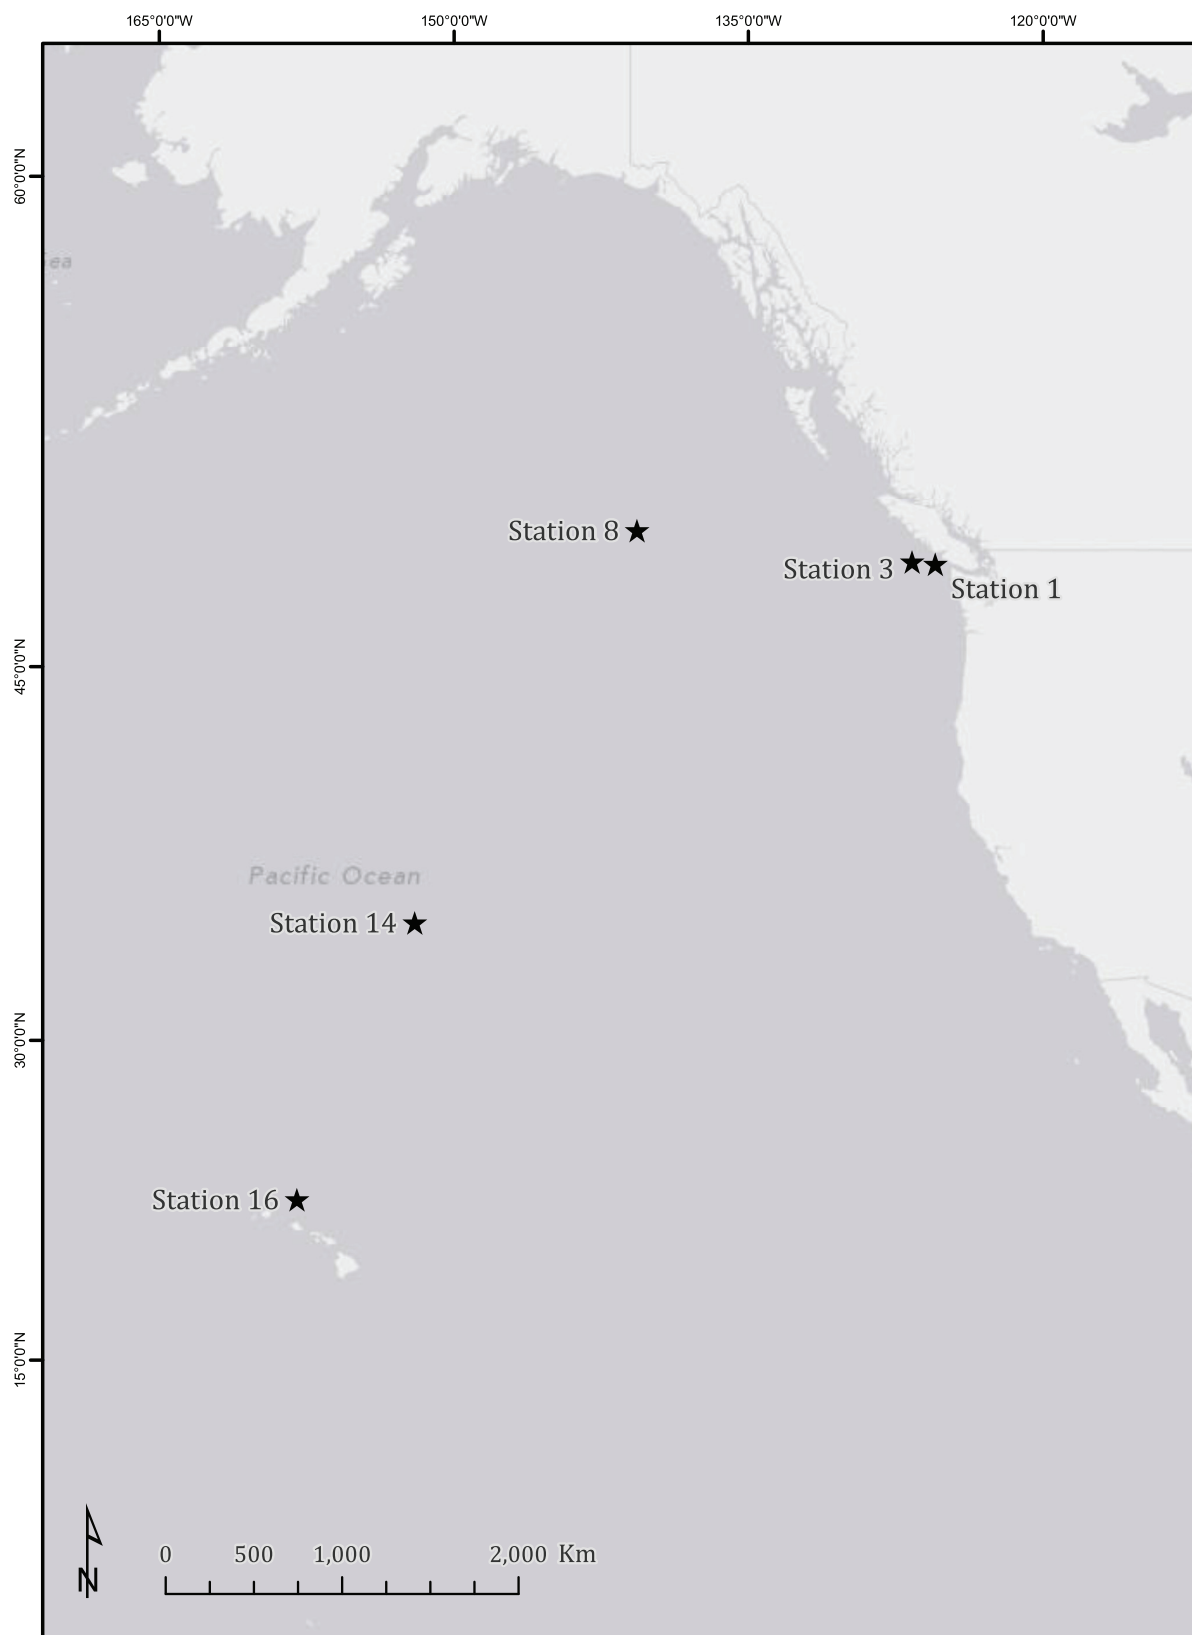 165°0'0"W 150°0'0"W 135°0'0"W 120°0'0"W
60°0'0"N
Sea
Station 8
Station 3
Station 1
45°0'0"N
Pacific Ocean
Station 14
30°0'0"N
Station 16
15°0'0"N
0 500 1,000 2,000 Km
N